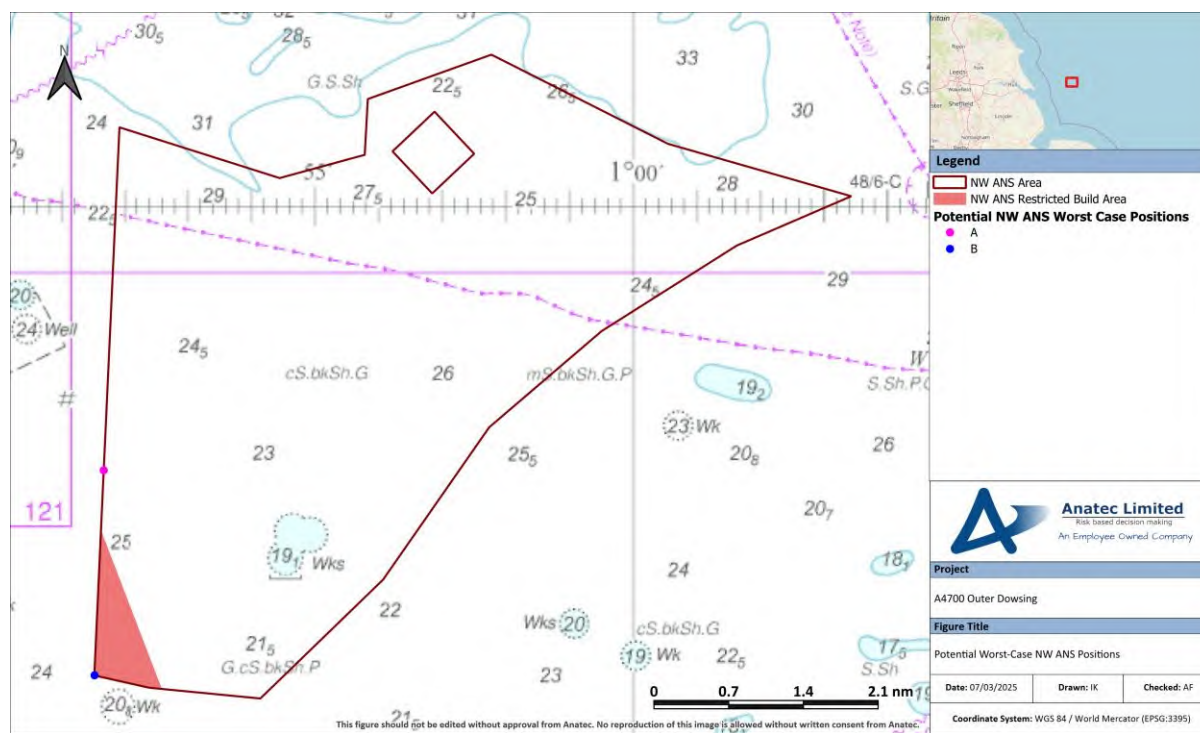 30₅
32
28₅
31
33
22₅
26₅
30
G.S.Sh
24
31
33
29
27₅
25
1°00'
28
48/6-C
22₅
24₅
29
20
24 Well
24₅
cS.bkSh.G
26
mS.bkSh.G.P
19₂
S.Sh.P.
#
23
25₅
23 Wk
20₈
26
121
20₇
25
19₁ Wks
24
18₁
22
Wks 20
cS.bkSh.G
19 Wk
22₅
17₅
S.Sh
24
21₅
G.cS.bkSh.P
23
20₈ Wk
0 0.7 1.4 2.1 nm
This figure should not be edited without approval from Anatec. No reproduction of this image is allowed without written consent from Anatec.
N
Leeds
Sheffield
Nottingham
Legend
NW ANS Area
NW ANS Restricted Build Area
Potential NW ANS Worst Case Positions
A
B
Anatec Limited
Risk based decision making
An Employee Owned Company
Project
A4700 Outer Dowsing
Figure Title
Potential Worst-Case NW ANS Positions
Date: 07/03/2025 Drawn: IK Checked: AF
Coordinate System: WGS 84 / World Mercator (EPSG:3395)